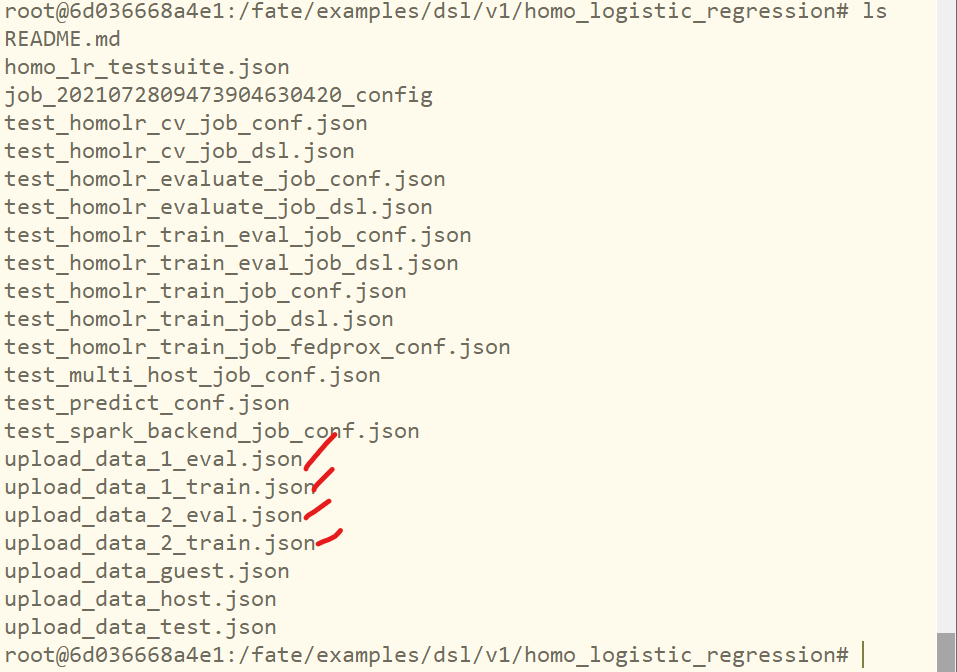 root@6d036668a4e1:/fate/examples/dsl/v1/homo_logistic_regression# ls
README.md
homo_lr_testsuite.json
job_2021072809473904630420_config
test_homolr_cv_job_conf.json
test_homolr_cv_job_dsl.json
test_homolr_evaluate_job_conf.json
test_homolr_evaluate_job_dsl.json
test_homolr_train_eval_job_conf.json
test_homolr_train_eval_job_dsl.json
test_homolr_train_job_conf.json
test_homolr_train_job_dsl.json
test_homolr_train_job_fedprox_conf.json
test_multi_host_job_conf.json
test_predict_conf.json
test_spark_backend_job_conf.json
upload_data_1_eval.json
upload_data_1_train.json
upload_data_2_eval.json
upload_data_2_train.json
upload_data_guest.json
upload_data_host.json
upload_data_test.json
root@6d036668a4e1:/fate/examples/dsl/v1/homo_logistic_regression#